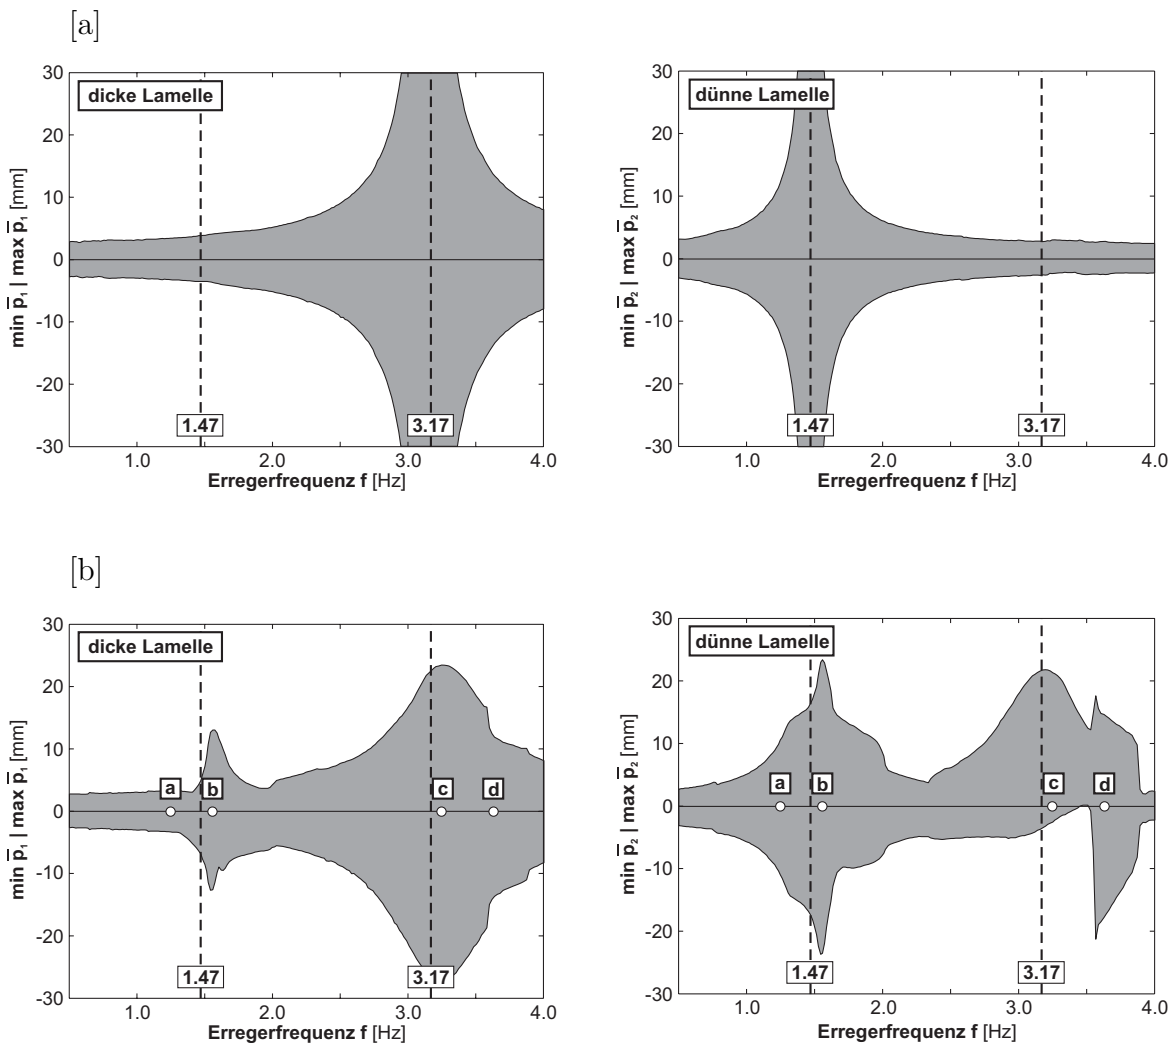 [a]
dicke Lamelle
30
20
10
0
-10
-20
-30
min p̅₁ | max p̅₁ [mm]
1.47
3.17
1.0 2.0 3.0 4.0
Erregerfrequenz f [Hz]
dünne Lamelle
30
20
10
0
-10
-20
-30
min p̅₂ | max p̅₂ [mm]
1.47
3.17
1.0 2.0 3.0 4.0
Erregerfrequenz f [Hz]
[b]
dicke Lamelle
30
20
10
0
-10
-20
-30
min p̅₁ | max p̅₁ [mm]
a b c d
1.47
3.17
1.0 2.0 3.0 4.0
Erregerfrequenz f [Hz]
dünne Lamelle
30
20
10
0
-10
-20
-30
min p̅₂ | max p̅₂ [mm]
a b c d
1.47
3.17
1.0 2.0 3.0 4.0
Erregerfrequenz f [Hz]